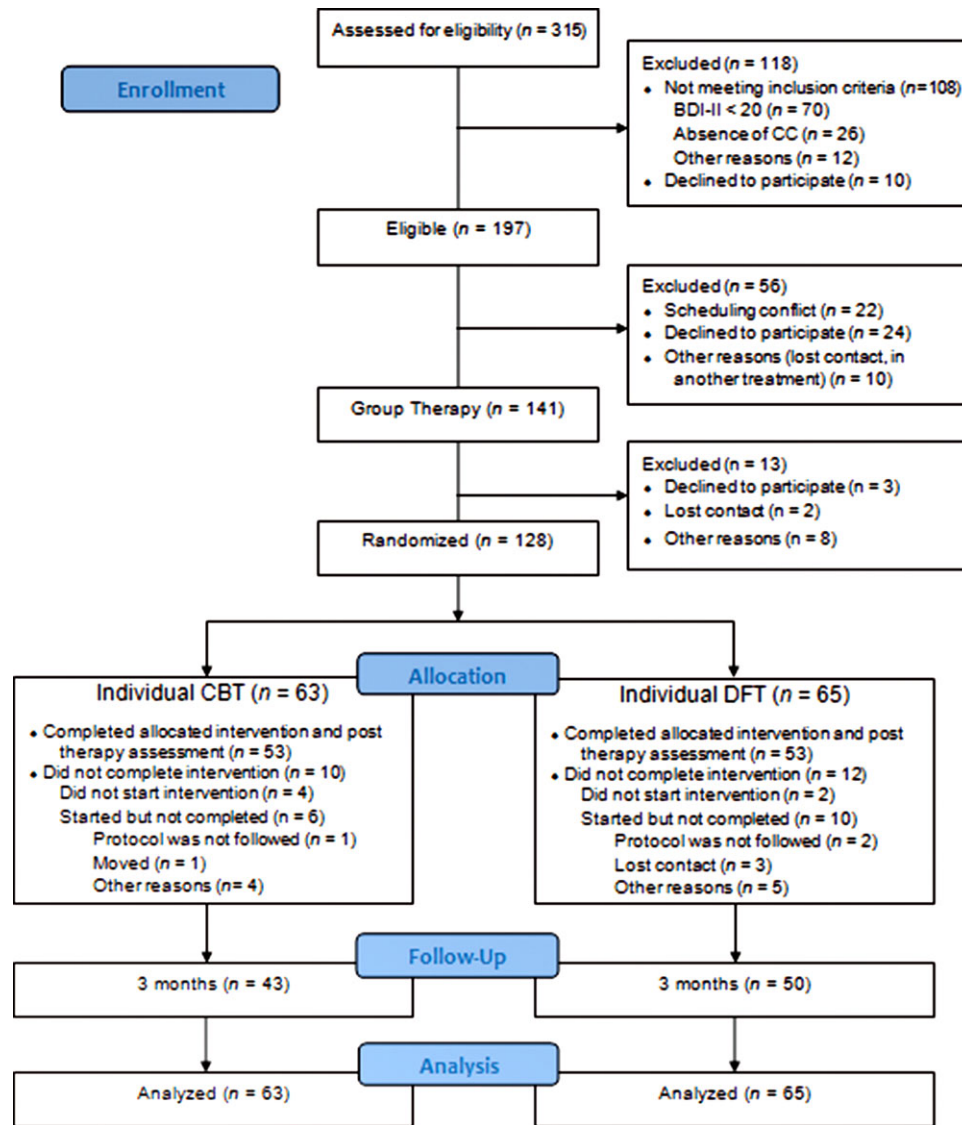 Assessed for eligibility (n = 315)
Enrollment
Excluded (n = 118)
• Not meeting inclusion criteria (n=108)
BDI-II < 20 (n = 70)
Absence of CC (n = 26)
Other reasons (n = 12)
• Declined to participate (n = 10)
Eligible (n = 197)
Excluded (n = 56)
• Scheduling conflict (n = 22)
• Declined to participate (n = 24)
• Other reasons (lost contact, in
another treatment) (n = 10)
Group Therapy (n = 141)
Excluded (n = 13)
• Declined to participate (n = 3)
• Lost contact (n = 2)
• Other reasons (n = 8)
Randomized (n = 128)
Allocation
Individual CBT (n = 63)
• Completed allocated intervention and post
therapy assessment (n = 53)
• Did not complete intervention (n = 10)
Did not start intervention (n = 4)
Started but not completed (n = 6)
Protocol was not followed (n = 1)
Moved (n = 1)
Other reasons (n= 4)
Individual DFT (n = 65)
• Completed allocated intervention and post
therapy assessment (n = 53)
• Did not complete intervention (n = 12)
Did not start intervention (n = 2)
Started but not completed (n = 10)
Protocol was not followed (n = 2)
Lost contact (n = 3)
Other reasons (n = 5)
Follow-Up
3 months (n = 43)
3 months (n = 50)
Analysis
Analyzed (n = 63)
Analyzed (n = 65)